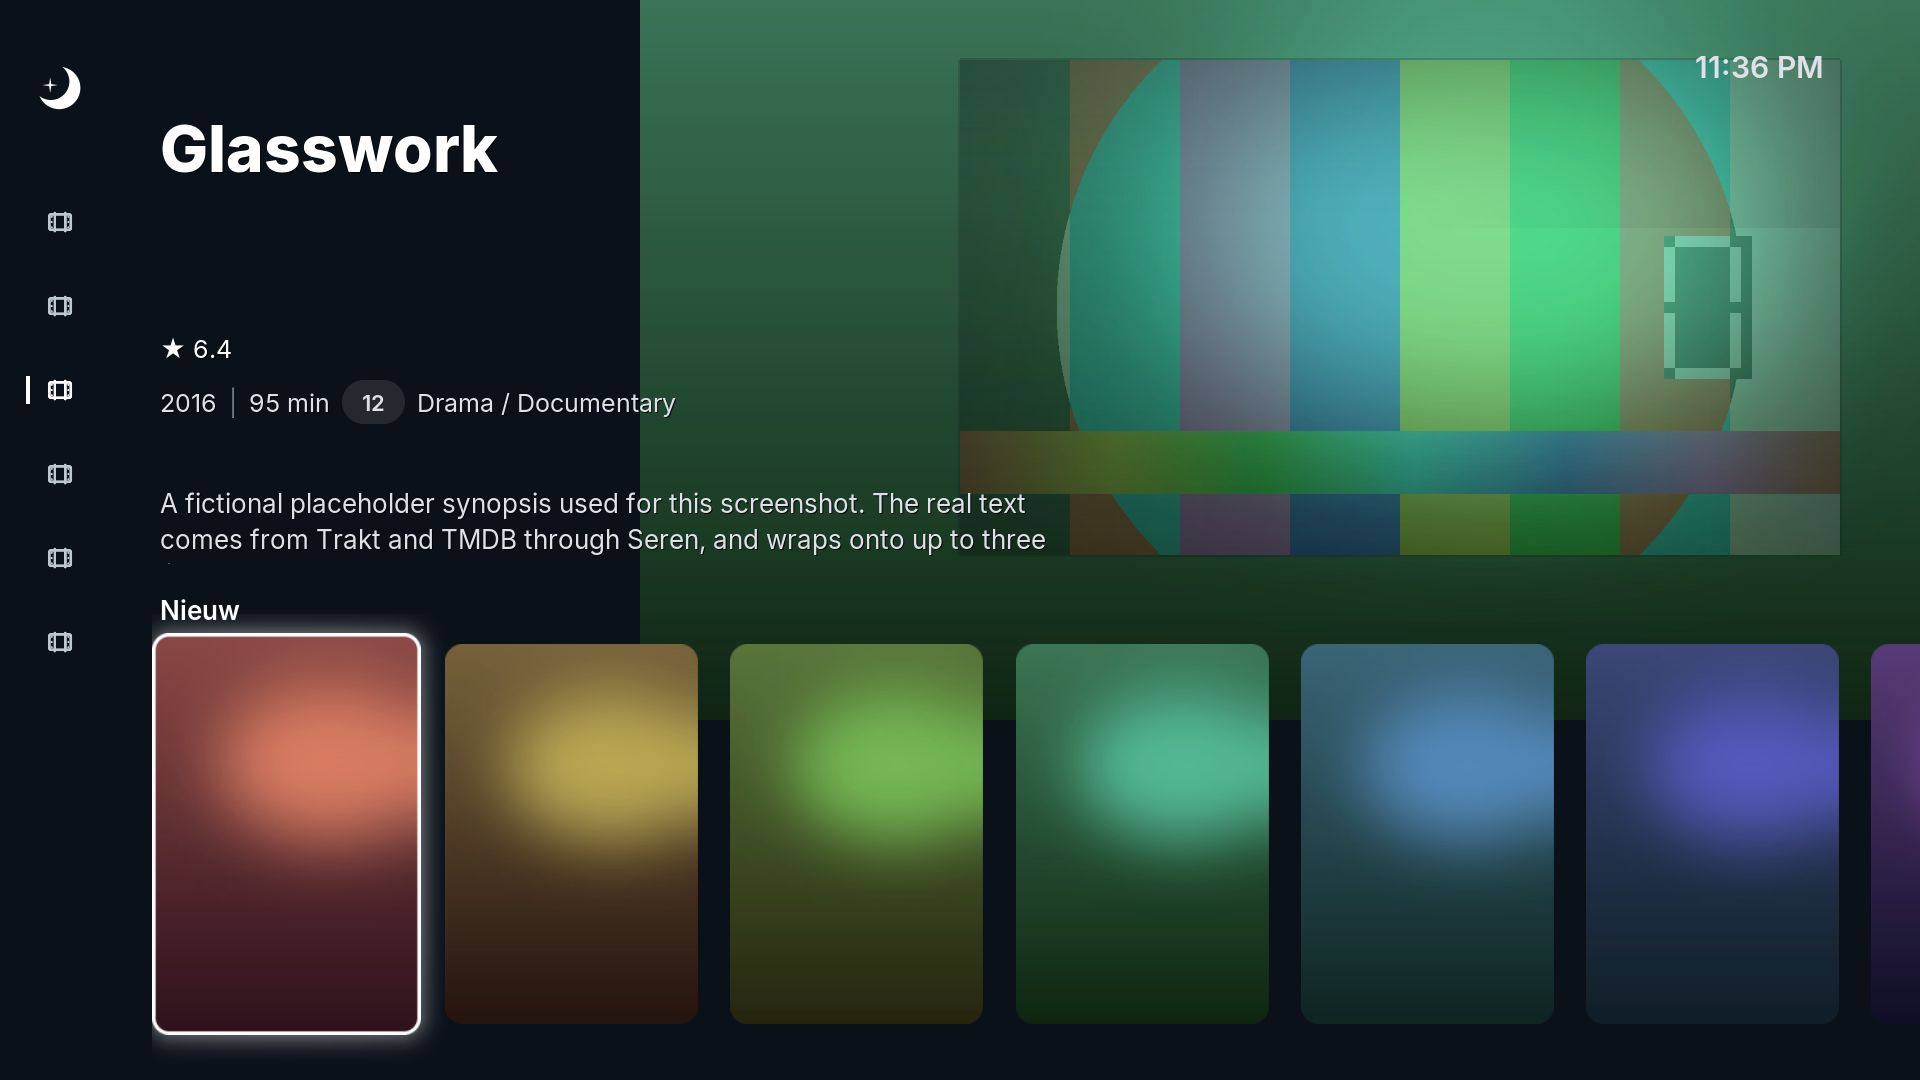 11:36 PM
Glasswork
★ 6.4
2016 | 95 min 12 Drama / Documentary
A fictional placeholder synopsis used for this screenshot. The real text
comes from Trakt and TMDB through Seren, and wraps onto up to three
Nieuw